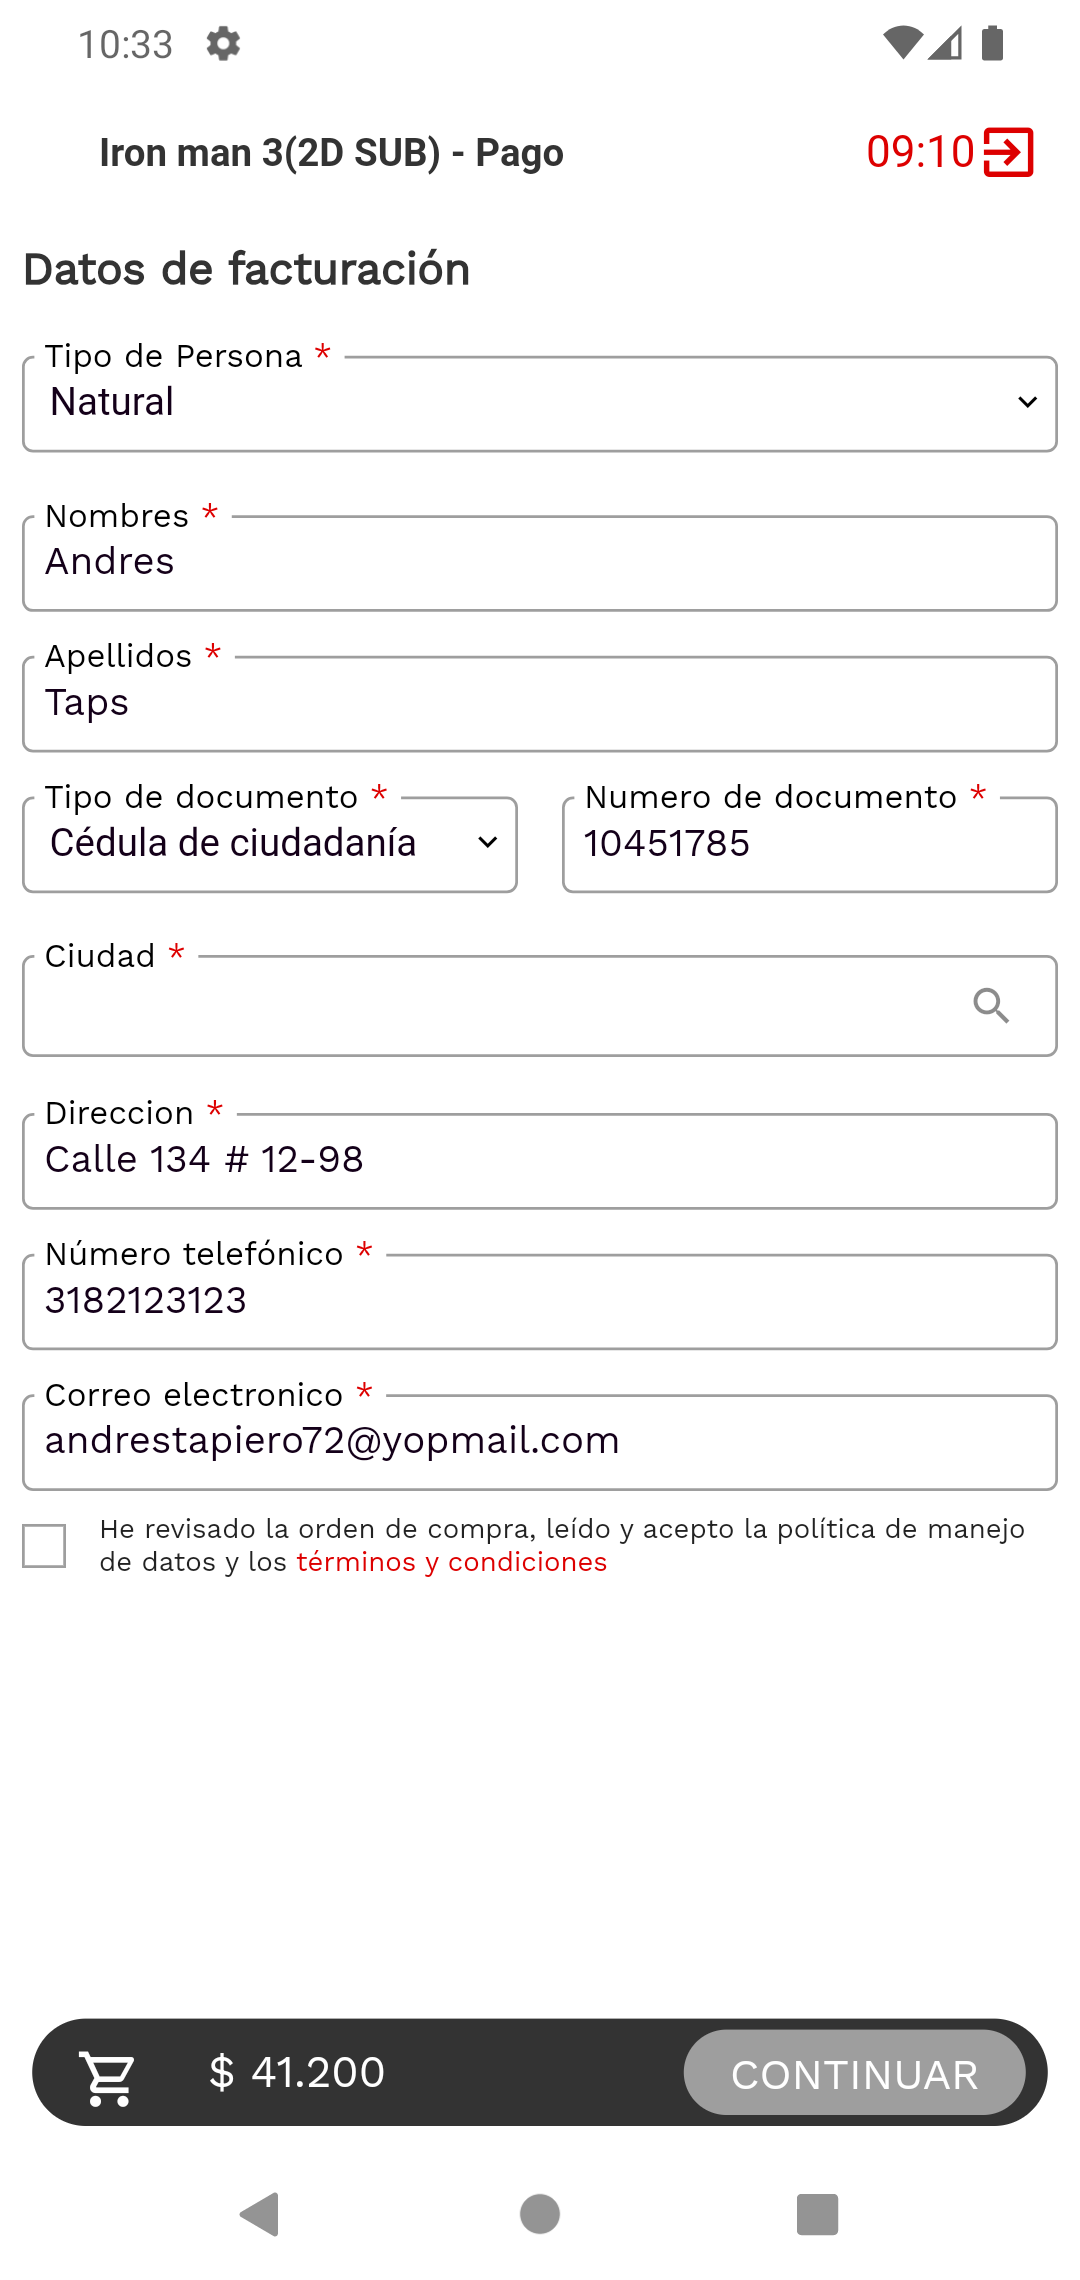 10:33
Iron man 3(2D SUB) - Pago 09:10
Datos de facturación
Tipo de Persona *
Natural
Nombres *
Andres
Apellidos *
Taps
Tipo de documento * Numero de documento *
Cédula de ciudadanía 10451785
Ciudad *
Direccion *
Calle 134 # 12-98
Número telefónico *
3182123123
Correo electronico *
andrestapiero72@yopmail.com
He revisado la orden de compra, leído y acepto la política de manejo
de datos y los términos y condiciones
$ 41.200 CONTINUAR